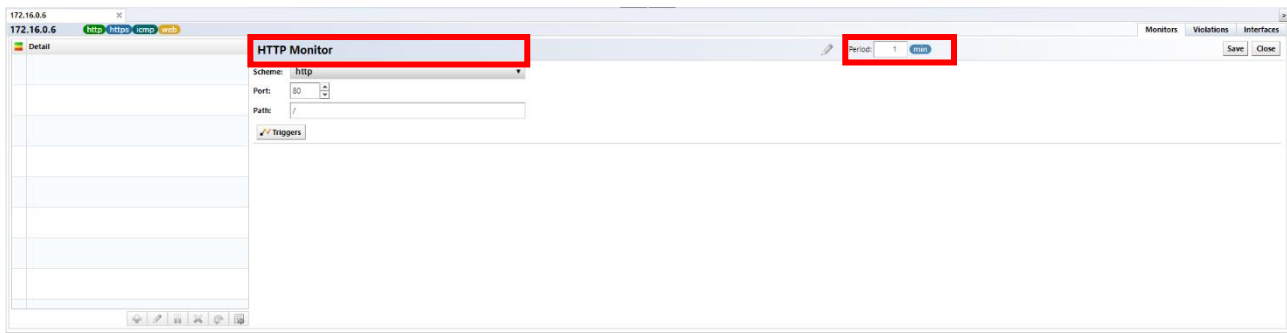 172.16.0.6
172.16.0.6 http https icmp web Monitors Violations Interfaces
Detail HTTP Monitor Period: 1 min Save Close
Scheme: http
Port: 80
Path: /
Triggers